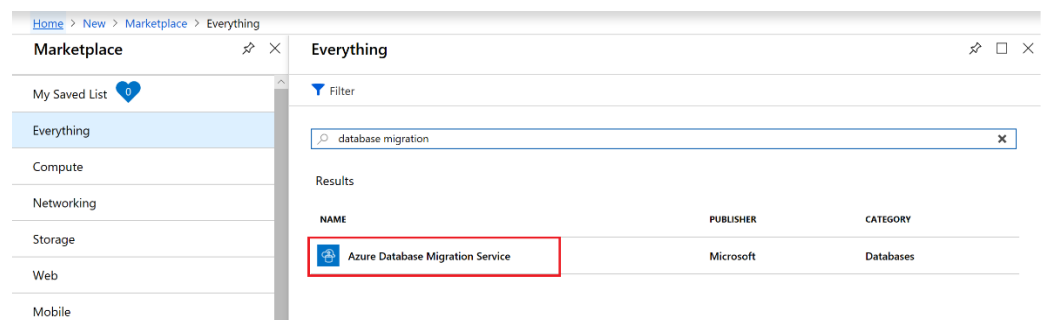 Home > New > Marketplace > Everything
Marketplace
My Saved List 0
Everything
Compute
Networking
Storage
Web
Mobile
Everything
Filter
database migration
Results
NAME PUBLISHER CATEGORY
Azure Database Migration Service Microsoft Databases